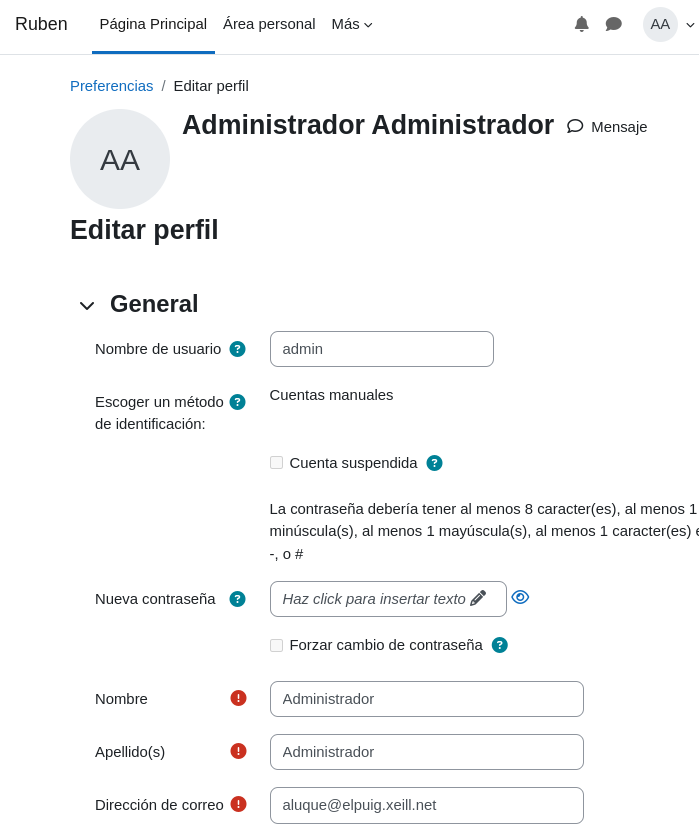 Ruben Página Principal Área personal Más AA
Preferencias / Editar perfil
AA Administrador Administrador Mensaje
Editar perfil
General
Nombre de usuario admin
Escoger un método de identificación: Cuentas manuales
Cuenta suspendida
La contraseña debería tener al menos 8 caracter(es), al menos 1
minúscula(s), al menos 1 mayúscula(s), al menos 1 caracter(es)
-, o #
Nueva contraseña Haz click para insertar texto
Forzar cambio de contraseña
Nombre Administrador
Apellido(s) Administrador
Dirección de correo aluque@elpuig.xeill.net